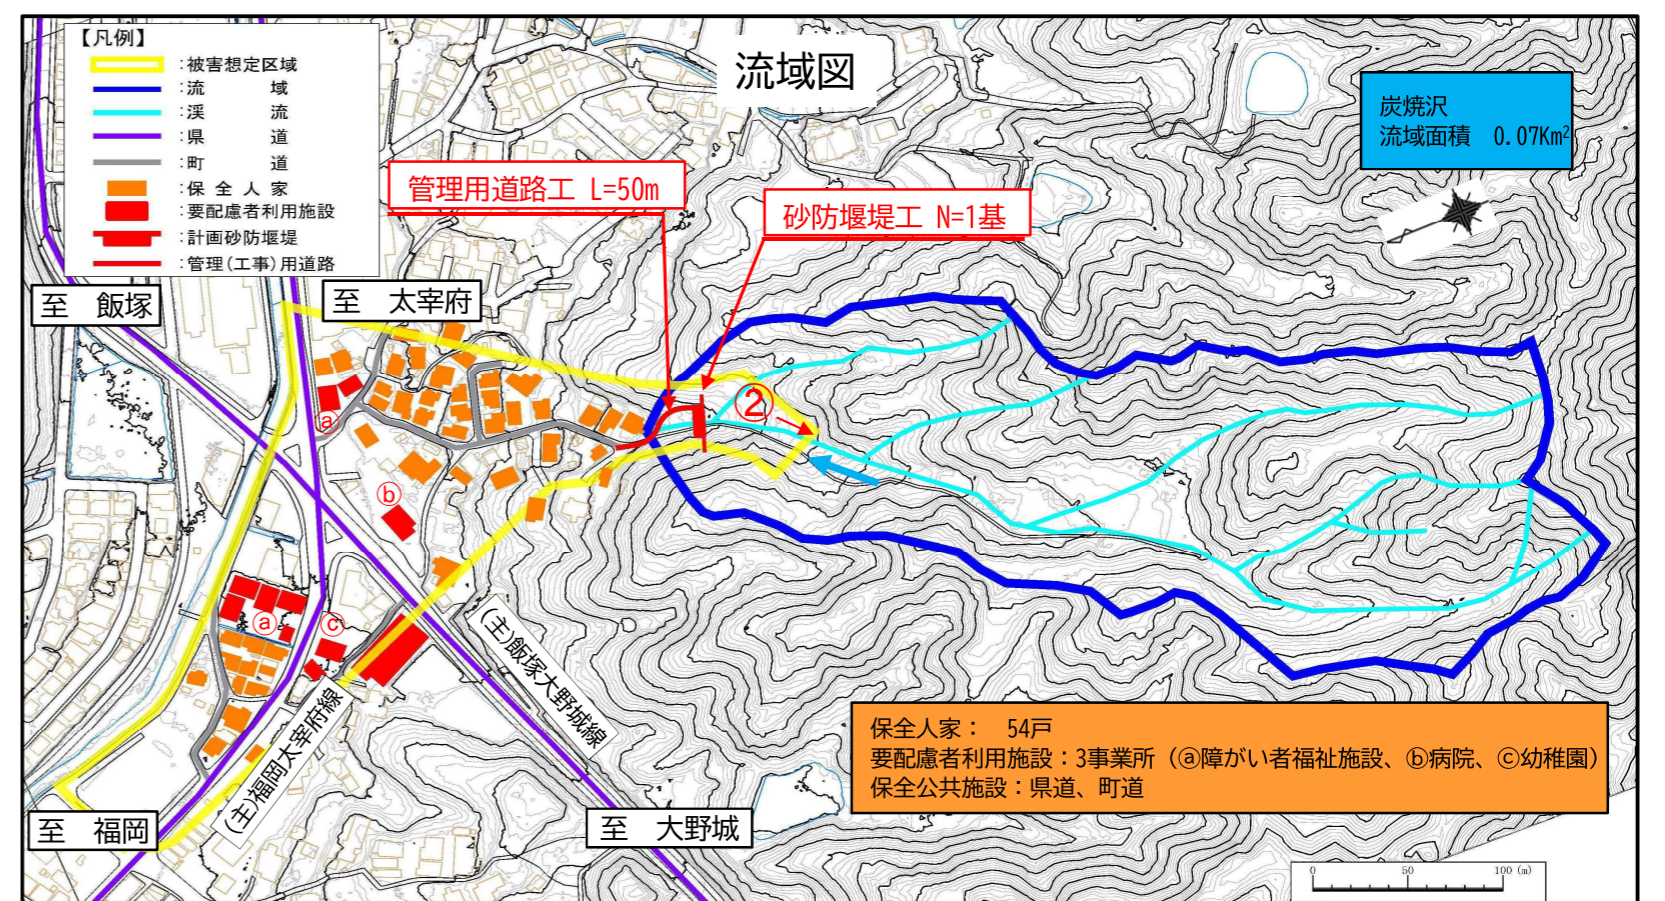 【凡例】
:被害想定区域
:流 域
:渓 流
:県 道
:町 道
:保 全 人 家
:要配慮者利用施設
:計画砂防堰堤
:管理(工事)用道路
流域図
炭焼沢
流域面積 0.07Km²
管理用道路工 L=50m
砂防堰堤工 N=1基
至 飯塚
至 太宰府
②
ⓐ
ⓑ
ⓐ
ⓒ
(主)飯塚大野城線
(主)福岡太宰府線
保全人家: 54戸
要配慮者利用施設:3事業所(ⓐ障がい者福祉施設、ⓑ病院、ⓒ幼稚園)
保全公共施設:県道、町道
至 福岡
至 大野城
0 50 100 (m)